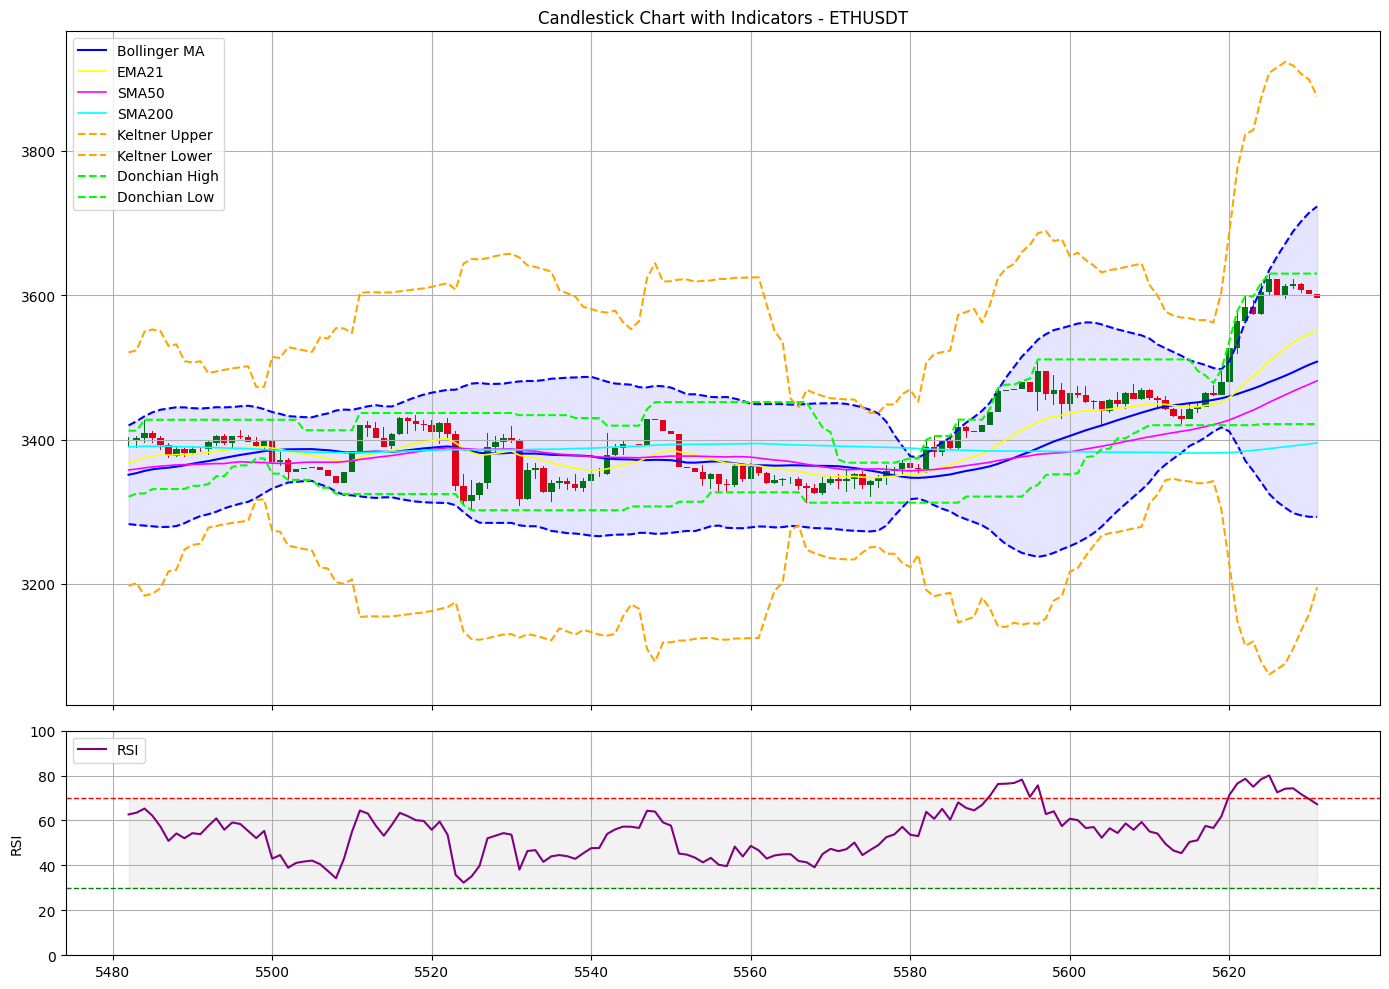 Candlestick Chart with Indicators - ETHUSDT
Bollinger MA
EMA21
SMA50
SMA200
Keltner Upper
Keltner Lower
Donchian High
Donchian Low
3800
3600
3400
3200
RSI
100
80
60
40
20
0
RSI
5480 5500 5520 5540 5560 5580 5600 5620